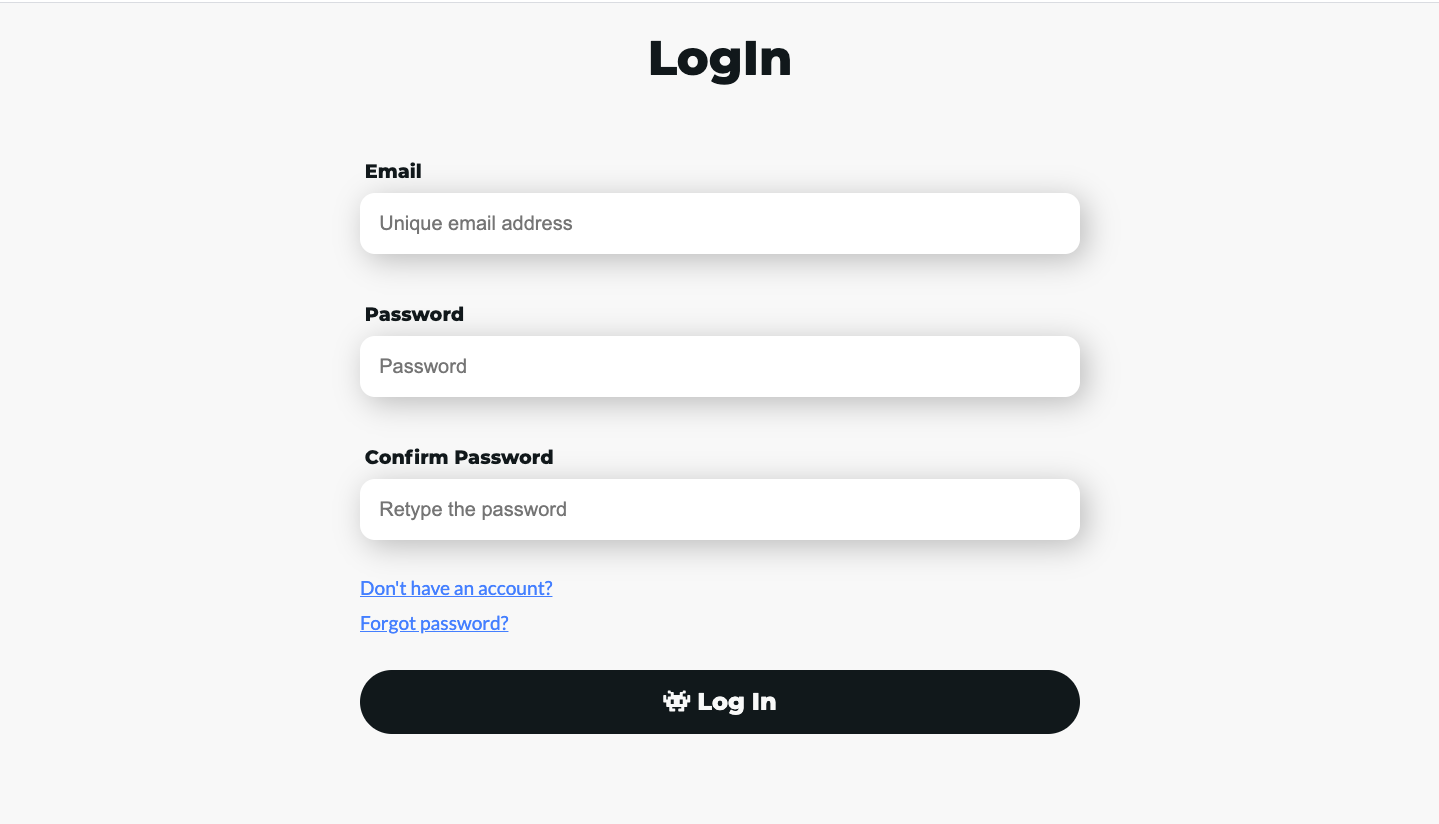 LogIn
Email
Unique email address
Password
Password
Confirm Password
Retype the password
Don't have an account?
Forgot password?
Log In